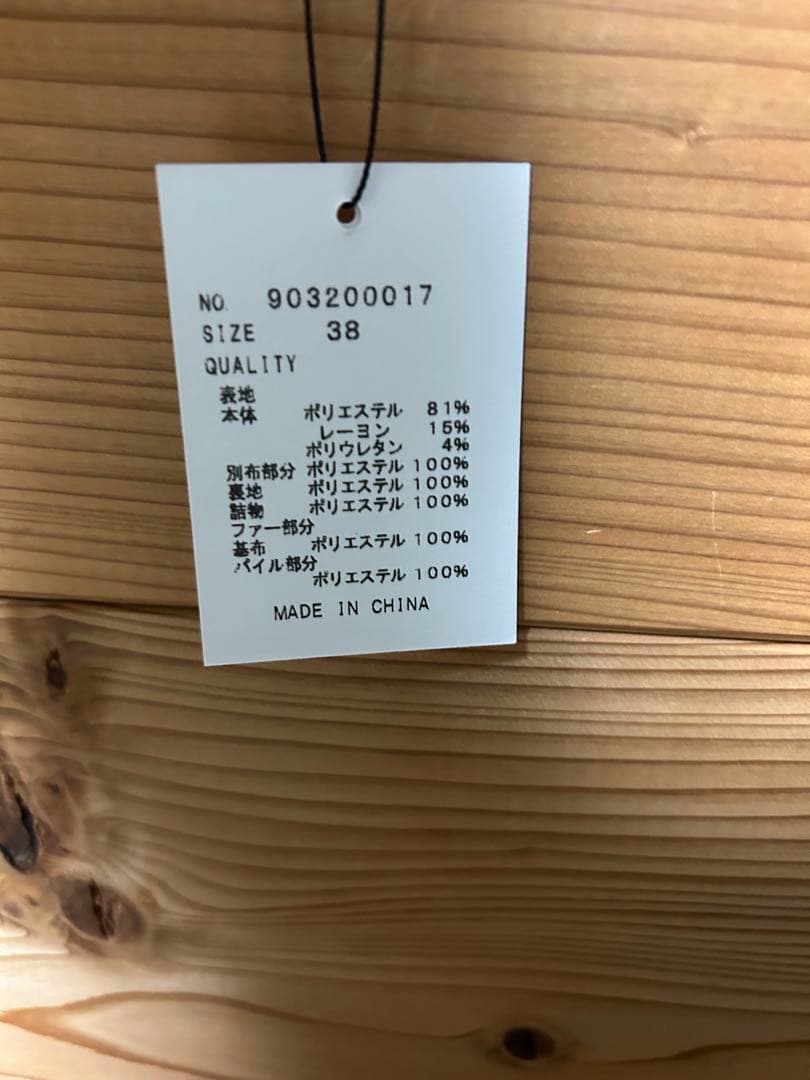 NO. 903200017
SIZE 38
QUALITY
表地
本体 ポリエステル 81%
レーヨン 15%
ポリウレタン 4%
別布部分 ポリエステル 100%
裏地 ポリエステル 100%
詰物 ポリエステル 100%
ファー部分
基布 ポリエステル 100%
パイル部分
ポリエステル 100%
MADE IN CHINA